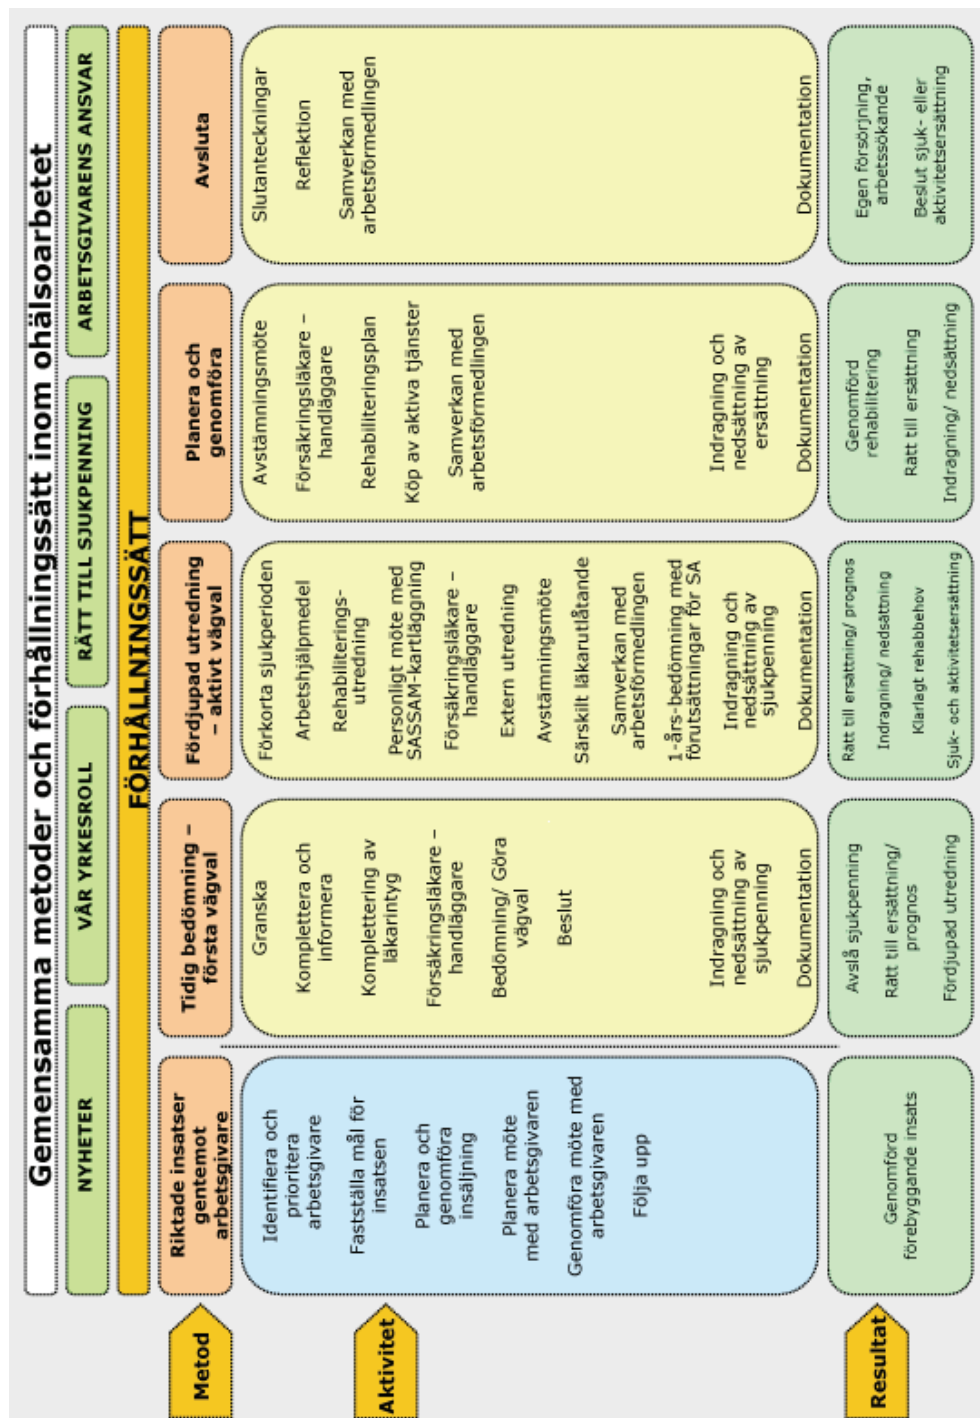 Gemensamma metoder och förhållningssätt inom ohälsoarbetet
NYHETER
VÅR YRKESROLL
RÄTT TILL SJUKPENNING
ARBETSGIVARENS ANSVAR
FÖRHÅLLNINGSSÄTT
Metod
Riktade insatser
gentemot
arbetsgivare
Tidig bedömning –
första vägval
Fördjupad utredning
– aktivt vägval
Planera och
genomföra
Avsluta
Aktivitet
Identifiera och
prioritera
arbetsgivare
Fastställa mål för
insatsen
Planera och
genomföra
insäljning
Planera möte
med arbetsgivaren
Genomföra möte med
arbetsgivaren
Följa upp
Granska
Komplettera och
informera
Komplettering av
läkarintyg
Försäkringsläkare –
handläggare
Bedömning/ Göra
vägval
Beslut
Indragning och
nedsättning av
sjukpenning
Dokumentation
Förkorta sjukperioden
Arbetshjälpmedel
Rehabiliterings-
utredning
Personligt möte med
SASSAM-kartläggning
Försäkringsläkare –
handläggare
Extern utredning
Avstämningsmöte
Särskilt läkarutlåtande
Samverkan med
arbetsförmedlingen
1-års-bedömning med
förutsättningar för SA
Indragning och
nedsättning av
sjukpenning
Dokumentation
Avstämningsmöte
Försäkringsläkare –
handläggare
Rehabiliteringsplan
Köp av aktiva tjänster
Samverkan med
arbetsförmedlingen
Indragning och
nedsättning av
ersättning
Dokumentation
Slutanteckningar
Reflektion
Samverkan med
arbetsförmedlingen
Dokumentation
Resultat
Genomförd
förebyggande insats
Avslå sjukpenning
Rätt till ersättning/
prognos
Fördjupad utredning
Rätt till ersättning/ prognos
Indragning/ nedsättning
Klarlagt rehabbehov
Sjuk- och aktivitetsersättning
Genomförd
rehabilitering
Rätt till ersättning
Indragning/ nedsättning
Egen försörjning,
arbetssökande
Beslut sjuk- eller
aktivitetsersättning